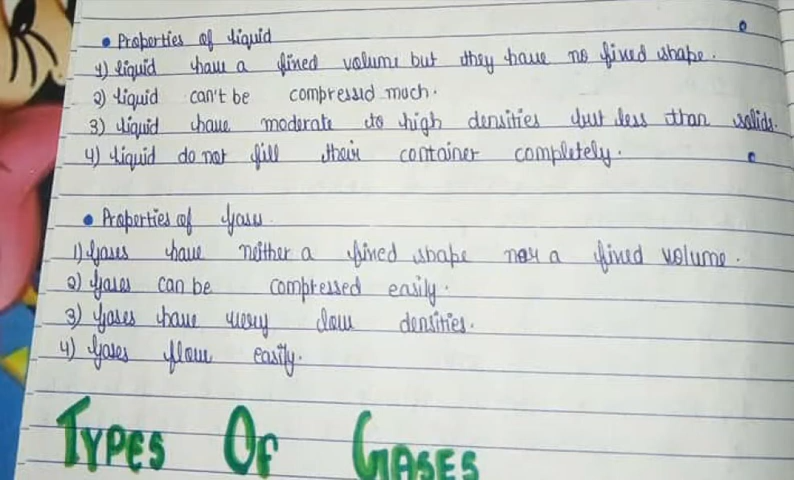 • Properties of liquid
1) liquid have a fixed volume but they have no fixed shape.
2) liquid can't be compressed much.
3) liquid have moderate to high densities but less than solids.
4) liquid do not fill their container completely.
• Properties of Gases
1) Gases have neither a fixed shape nor a fixed volume.
2) Gases can be compressed easily.
3) Gases have very low densities.
4) Gases flow easily.
TYPES OF GASES